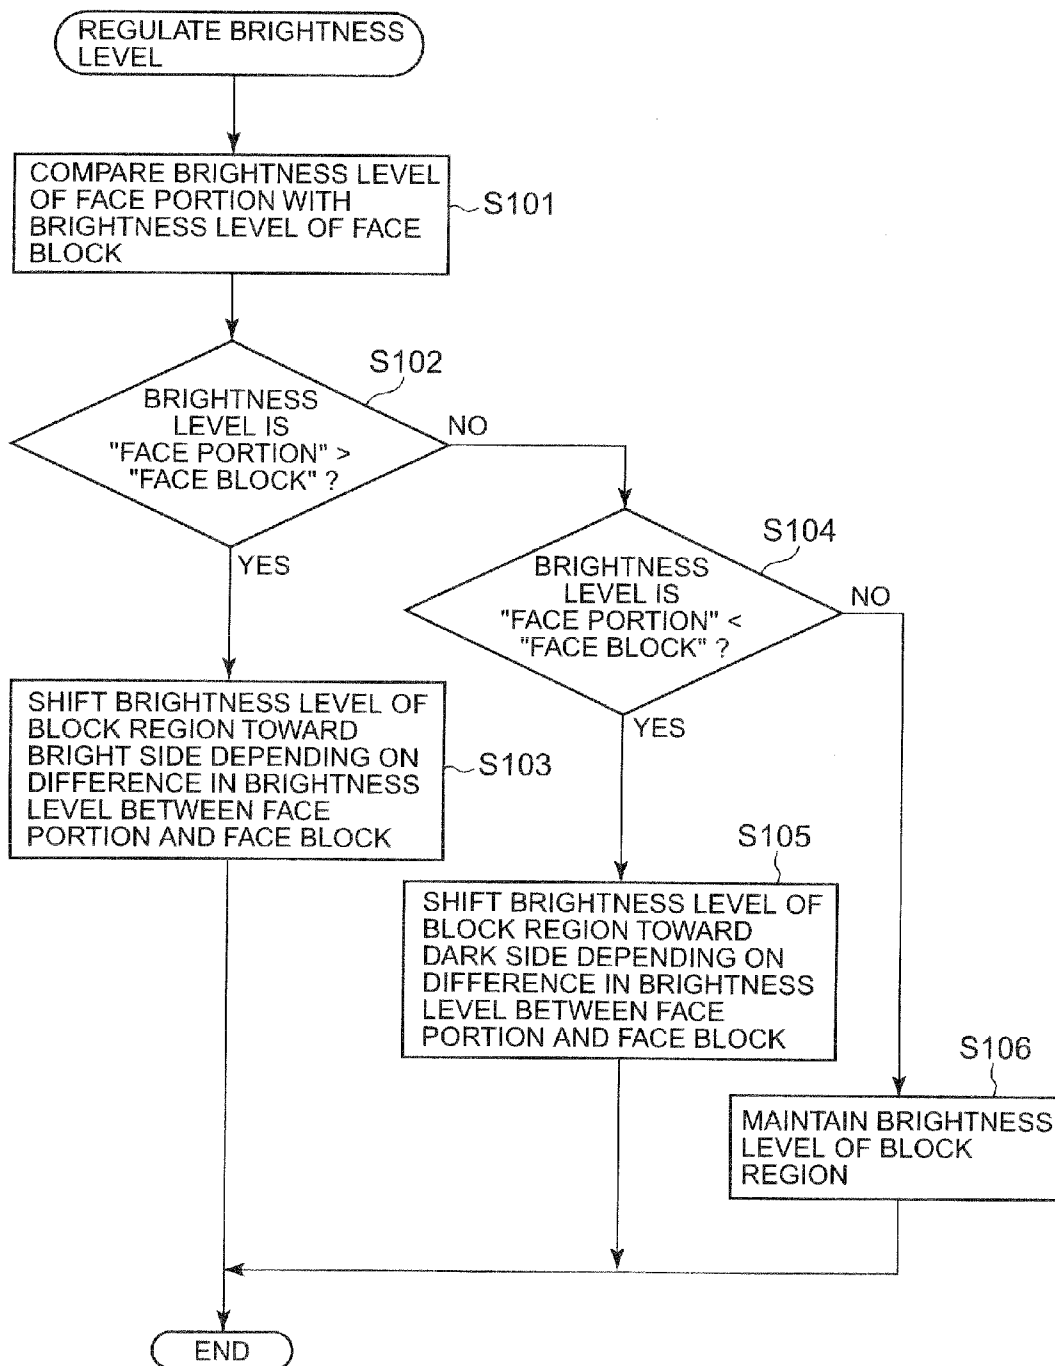 REGULATE BRIGHTNESS
LEVEL
COMPARE BRIGHTNESS LEVEL
OF FACE PORTION WITH
BRIGHTNESS LEVEL OF FACE
BLOCK
S101
S102
BRIGHTNESS
LEVEL IS
"FACE PORTION" >
"FACE BLOCK" ?
NO
YES
S104
BRIGHTNESS
LEVEL IS
"FACE PORTION" <
"FACE BLOCK" ?
NO
YES
SHIFT BRIGHTNESS LEVEL OF
BLOCK REGION TOWARD
BRIGHT SIDE DEPENDING ON
DIFFERENCE IN BRIGHTNESS
LEVEL BETWEEN FACE
PORTION AND FACE BLOCK
S103
S105
SHIFT BRIGHTNESS LEVEL OF
BLOCK REGION TOWARD
DARK SIDE DEPENDING ON
DIFFERENCE IN BRIGHTNESS
LEVEL BETWEEN FACE
PORTION AND FACE BLOCK
S106
MAINTAIN BRIGHTNESS
LEVEL OF BLOCK
REGION
END